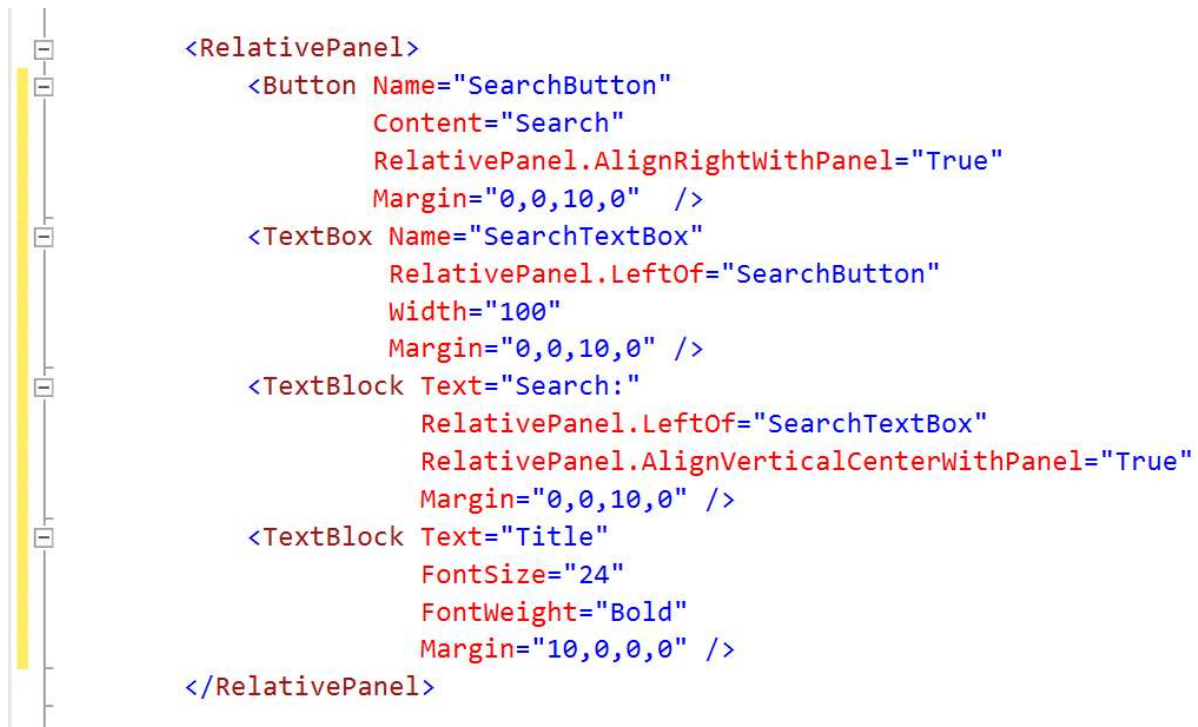 <RelativePanel>
<Button Name="SearchButton"
Content="Search"
RelativePanel.AlignRightWithPanel="True"
Margin="0,0,10,0"  />
<TextBox Name="SearchTextBox"
RelativePanel.LeftOf="SearchButton"
Width="100"
Margin="0,0,10,0" />
<TextBlock Text="Search:"
RelativePanel.LeftOf="SearchTextBox"
RelativePanel.AlignVerticalCenterWithPanel="True"
Margin="0,0,10,0" />
<TextBlock Text="Title"
FontSize="24"
FontWeight="Bold"
Margin="10,0,0,0" />
</RelativePanel>